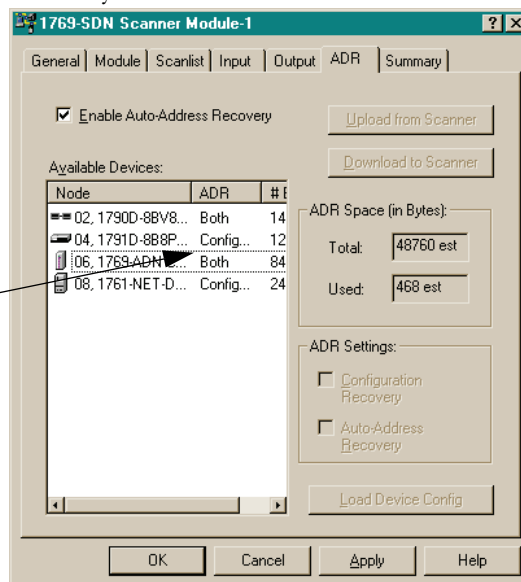 1769-SDN Scanner Module-1
General Module Scanlist Input Output ADR Summary
Enable Auto-Address Recovery
Upload from Scanner
Download to Scanner
Available Devices:
Node ADR #
02, 1790D-8BV8... Both 14
04, 1791D-8B8P... Config... 12
06, 1769-ADN... Both 84
08, 1761-NET-D... Config... 24
ADR Space (in Bytes):
Total: 48760 est
Used: 468 est
ADR Settings:
Configuration
Recovery
Auto-Address
Recovery
Load Device Config
OK Cancel Apply Help